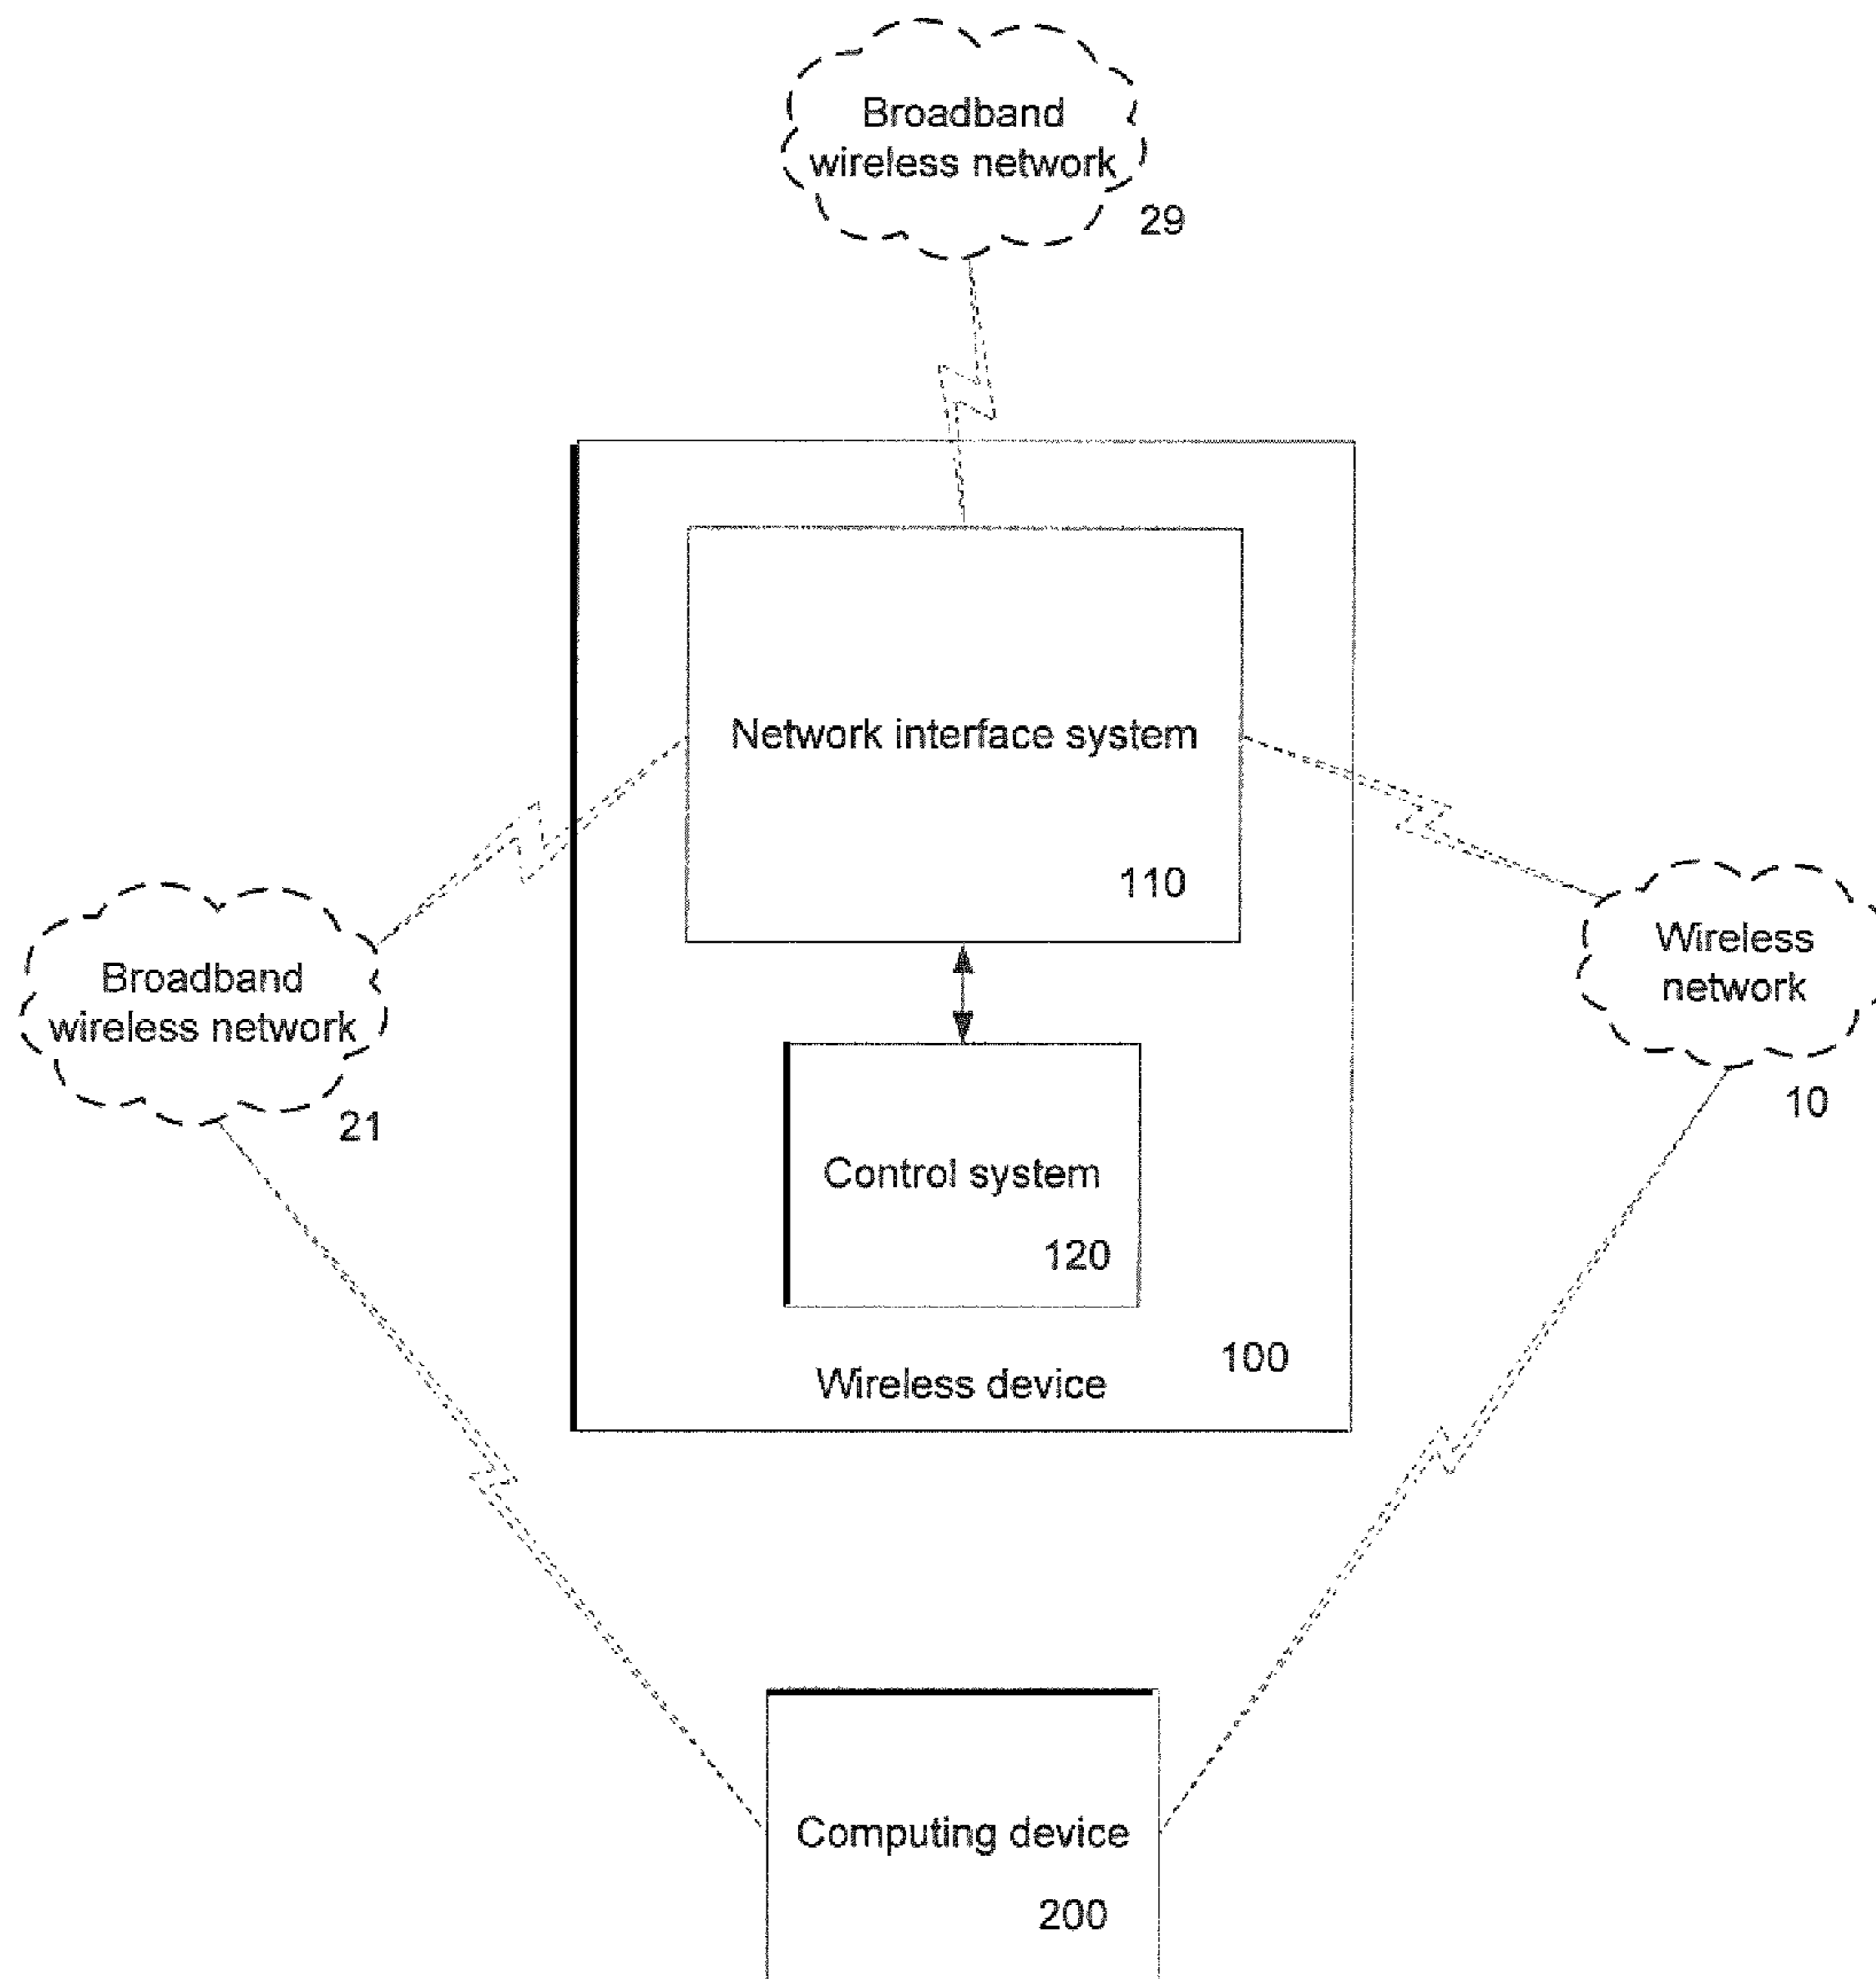 Broadband
wireless network
29
Network interface system
110
Broadband
wireless network
21
Wireless
network
10
Control system
120
100
Wireless device
Computing device
200